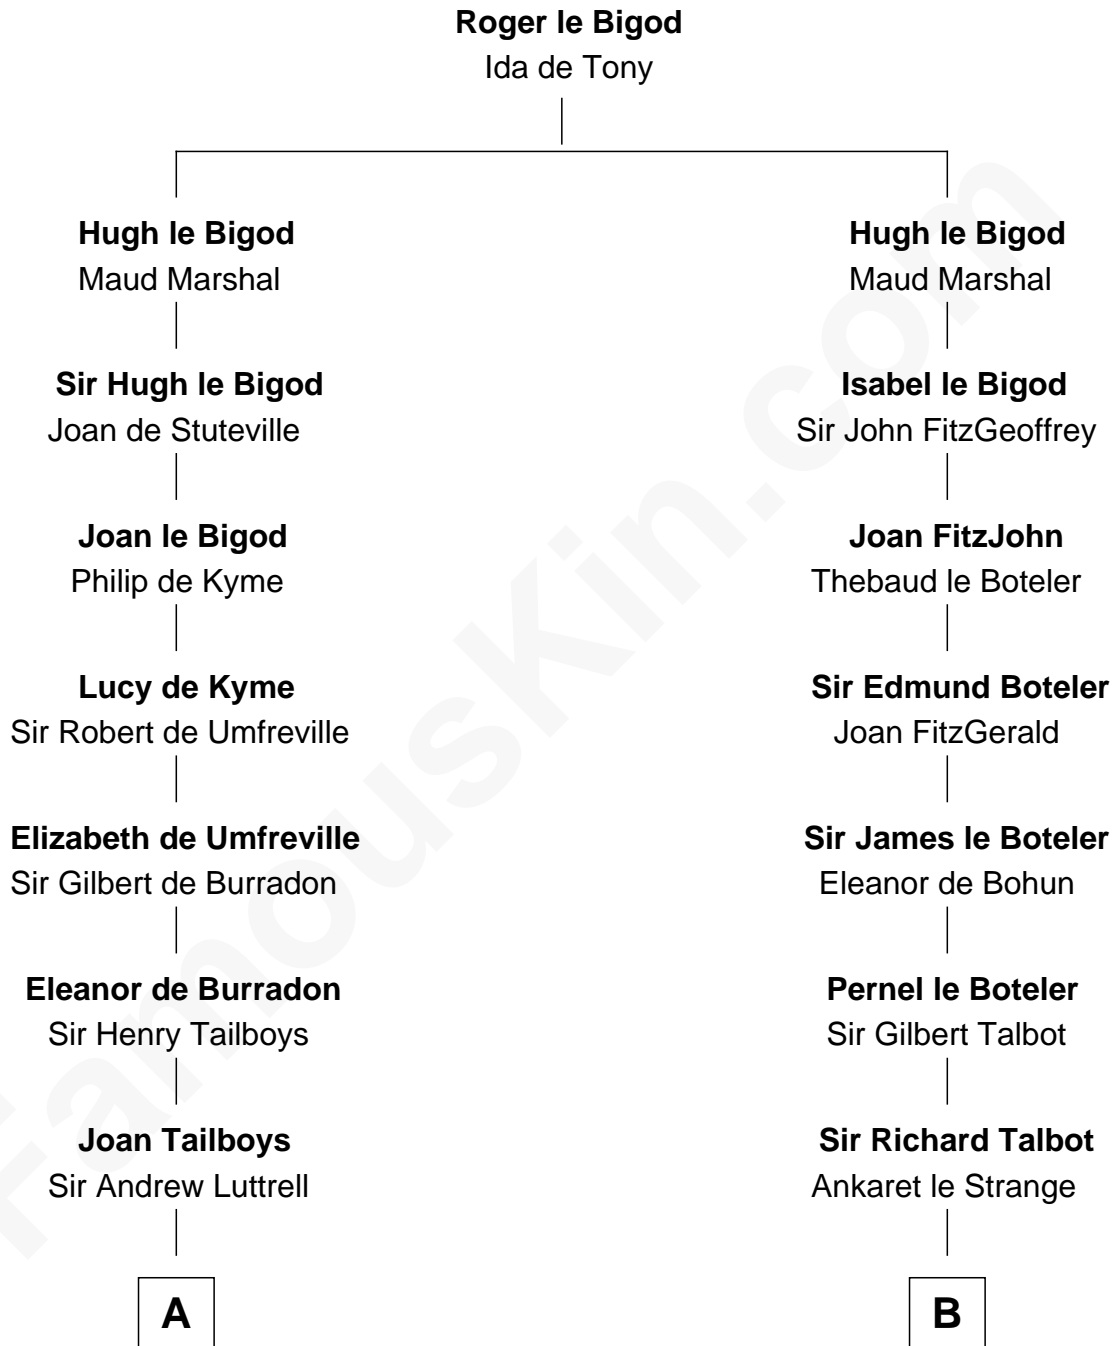 Roger le Bigod
Ida de Tony
Hugh le Bigod
Maud Marshal
Hugh le Bigod
Maud Marshal
Sir Hugh le Bigod
Joan de Stuteville
Isabel le Bigod
Sir John FitzGeoffrey
Joan le Bigod
Philip de Kyme
Joan FitzJohn
Thebaud le Boteler
Lucy de Kyme
Sir Robert de Umfreville
Sir Edmund Boteler
Joan FitzGerald
Elizabeth de Umfreville
Sir Gilbert de Burradon
Sir James le Boteler
Eleanor de Bohun
Eleanor de Burradon
Sir Henry Tailboys
Pernel le Boteler
Sir Gilbert Talbot
Joan Tailboys
Sir Andrew Luttrell
Sir Richard Talbot
Ankaret le Strange
A
B
FamousKin.com